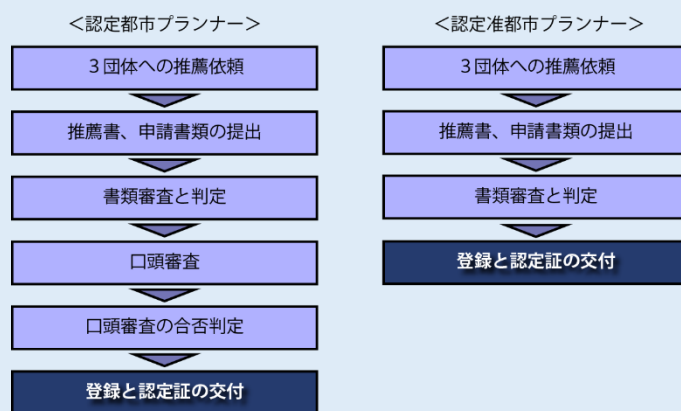 ＜認定都市プランナー＞
３団体への推薦依頼
推薦書、申請書類の提出
書類審査と判定
口頭審査
口頭審査の合否判定
登録と認定証の交付
＜認定准都市プランナー＞
３団体への推薦依頼
推薦書、申請書類の提出
書類審査と判定
登録と認定証の交付